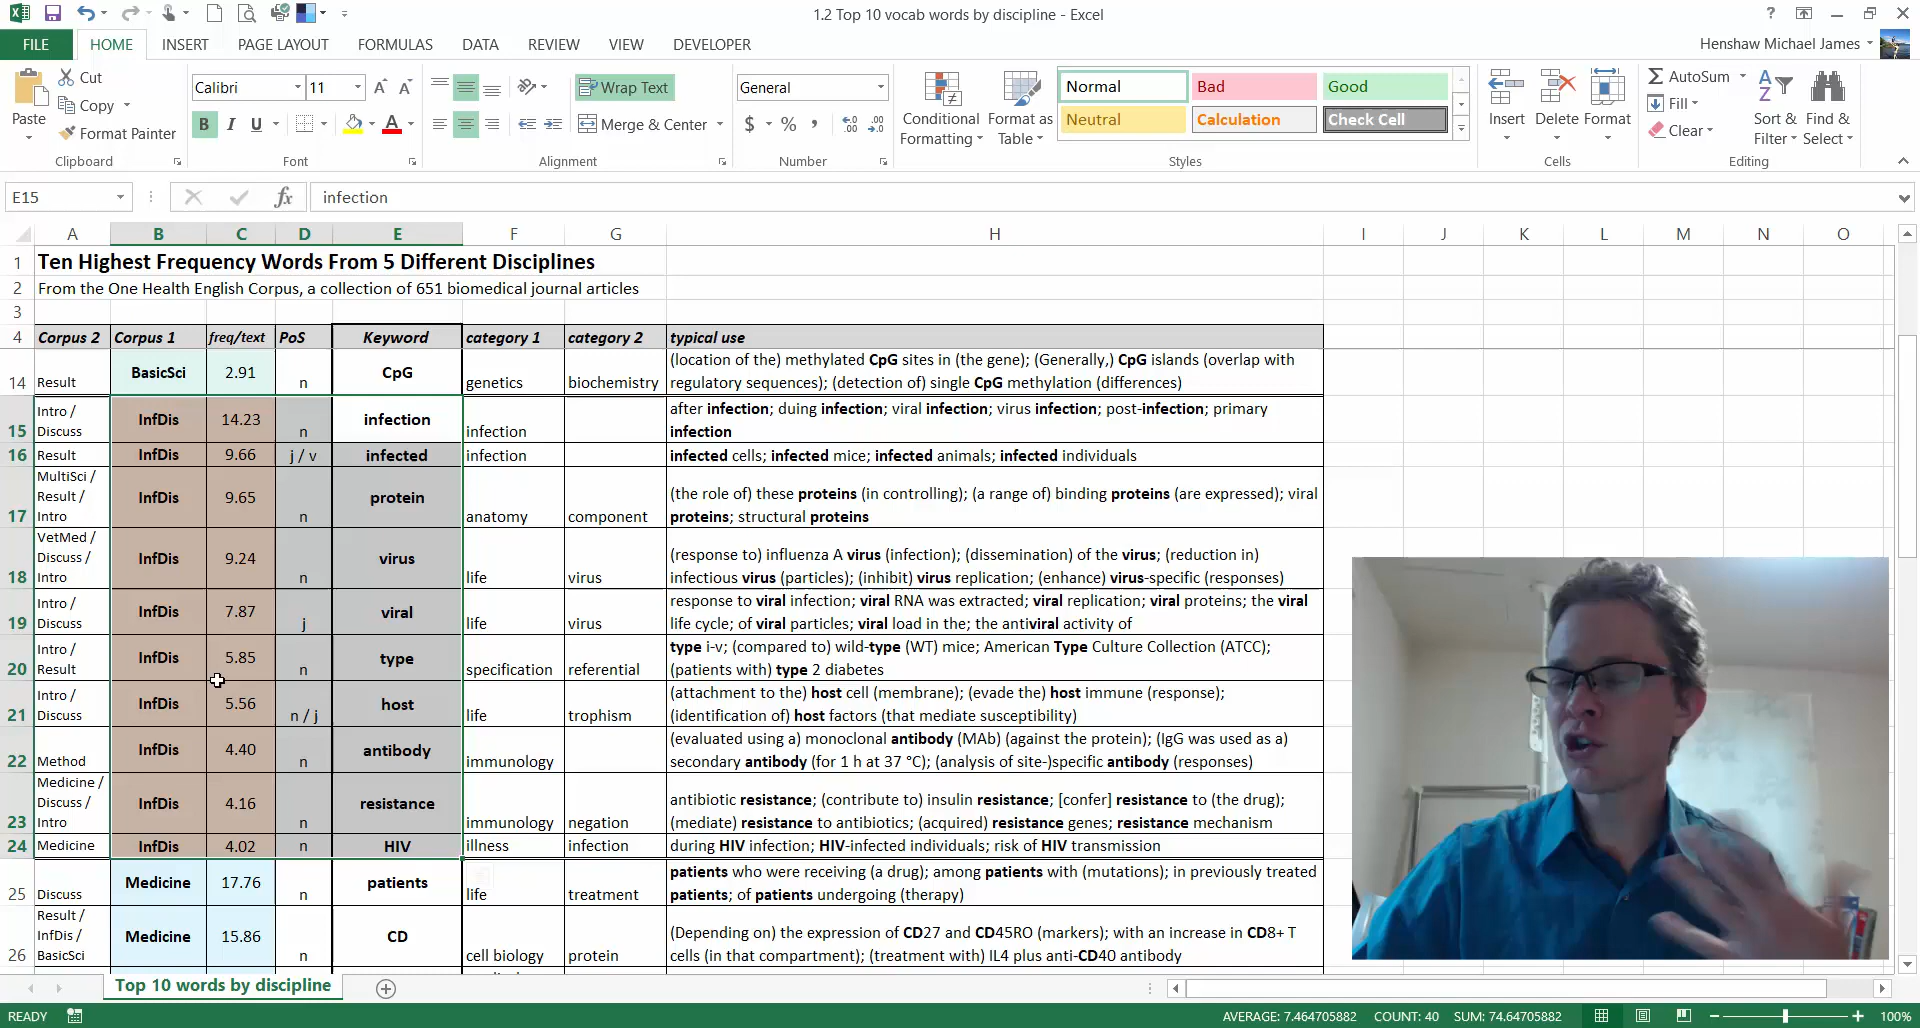 1.2 Top 10 vocab words by discipline - Excel
FILE HOME INSERT PAGE LAYOUT FORMULAS DATA REVIEW VIEW DEVELOPER Henshaw Michael James
Paste
Cut
Copy
Format Painter
Clipboard
Calibri 11
B I U A
Font
Wrap Text
Merge & Center
Alignment
General
$ % ,
Number
Conditional Formatting
Format as Table
Normal Bad Good
Neutral Calculation Check Cell
Styles
Insert Delete Format
Cells
AutoSum
Fill
Clear
Sort & Filter
Find & Select
Editing
E15 fx infection
A B C D E F G H I J K L M N O
1 Ten Highest Frequency Words From 5 Different Disciplines
2 From the One Health English Corpus, a collection of 651 biomedical journal articles
3
4 Corpus 2 Corpus 1 freq/text PoS Keyword category 1 category 2 typical use
14 Result BasicSci 2.91 n CpG genetics biochemistry (location of the) methylated CpG sites in (the gene); (Generally,) CpG islands (overlap with
regulatory sequences); (detection of) single CpG methylation (differences)
15 Intro / Discuss InfDis 14.23 n infection infection after infection; duing infection; viral infection; virus infection; post-infection; primary
infection
16 Result InfDis 9.66 j / v infected infection infected cells; infected mice; infected animals; infected individuals
17 MultiSci / Result / Intro InfDis 9.65 n protein anatomy component (the role of) these proteins (in controlling); (a range of) binding proteins (are expressed); viral
proteins; structural proteins
18 VetMed / Discuss / Intro InfDis 9.24 n virus life virus (response to) influenza A virus (infection); (dissemination) of the virus; (reduction in)
infectious virus (particles); (inhibit) virus replication; (enhance) virus-specific (responses)
19 Intro / Discuss InfDis 7.87 j viral life virus response to viral infection; viral RNA was extracted; viral replication; viral proteins; the viral
life cycle; of viral particles; viral load in the; the antiviral activity of
20 Intro / Result InfDis 5.85 n type specification referential type i-v; (compared to) wild-type (WT) mice; American Type Culture Collection (ATCC);
(patients with) type 2 diabetes
21 Intro / Discuss InfDis 5.56 n / j host life trophism (attachment to the) host cell (membrane); (evade the) host immune (response);
(identification of) host factors (that mediate susceptibility)
22 Method InfDis 4.40 n antibody immunology (evaluated using a) monoclonal antibody (MAb) (against the protein); (IgG was used as a)
secondary antibody (for 1 h at 37 °C); (analysis of site-)specific antibody (responses)
23 Medicine / Discuss / Intro InfDis 4.16 n resistance immunology negation antibiotic resistance; (contribute to) insulin resistance; [confer] resistance to (the drug);
(mediate) resistance to antibiotics; (acquired) resistance genes; resistance mechanism
24 Medicine InfDis 4.02 n HIV illness infection during HIV infection; HIV-infected individuals; risk of HIV transmission
25 Discuss Medicine 17.76 n patients life treatment patients who were receiving (a drug); among patients with (mutations); in previously treated
patients; of patients undergoing (therapy)
26 Result / InfDis / BasicSci Medicine 15.86 n CD cell biology protein (Depending on) the expression of CD27 and CD45RO (markers); with an increase in CD8+ T
cells (in that compartment); (treatment with) IL4 plus anti-CD40 antibody
Top 10 words by discipline
READY AVERAGE: 7.464705882 COUNT: 40 SUM: 74.64705882 100%